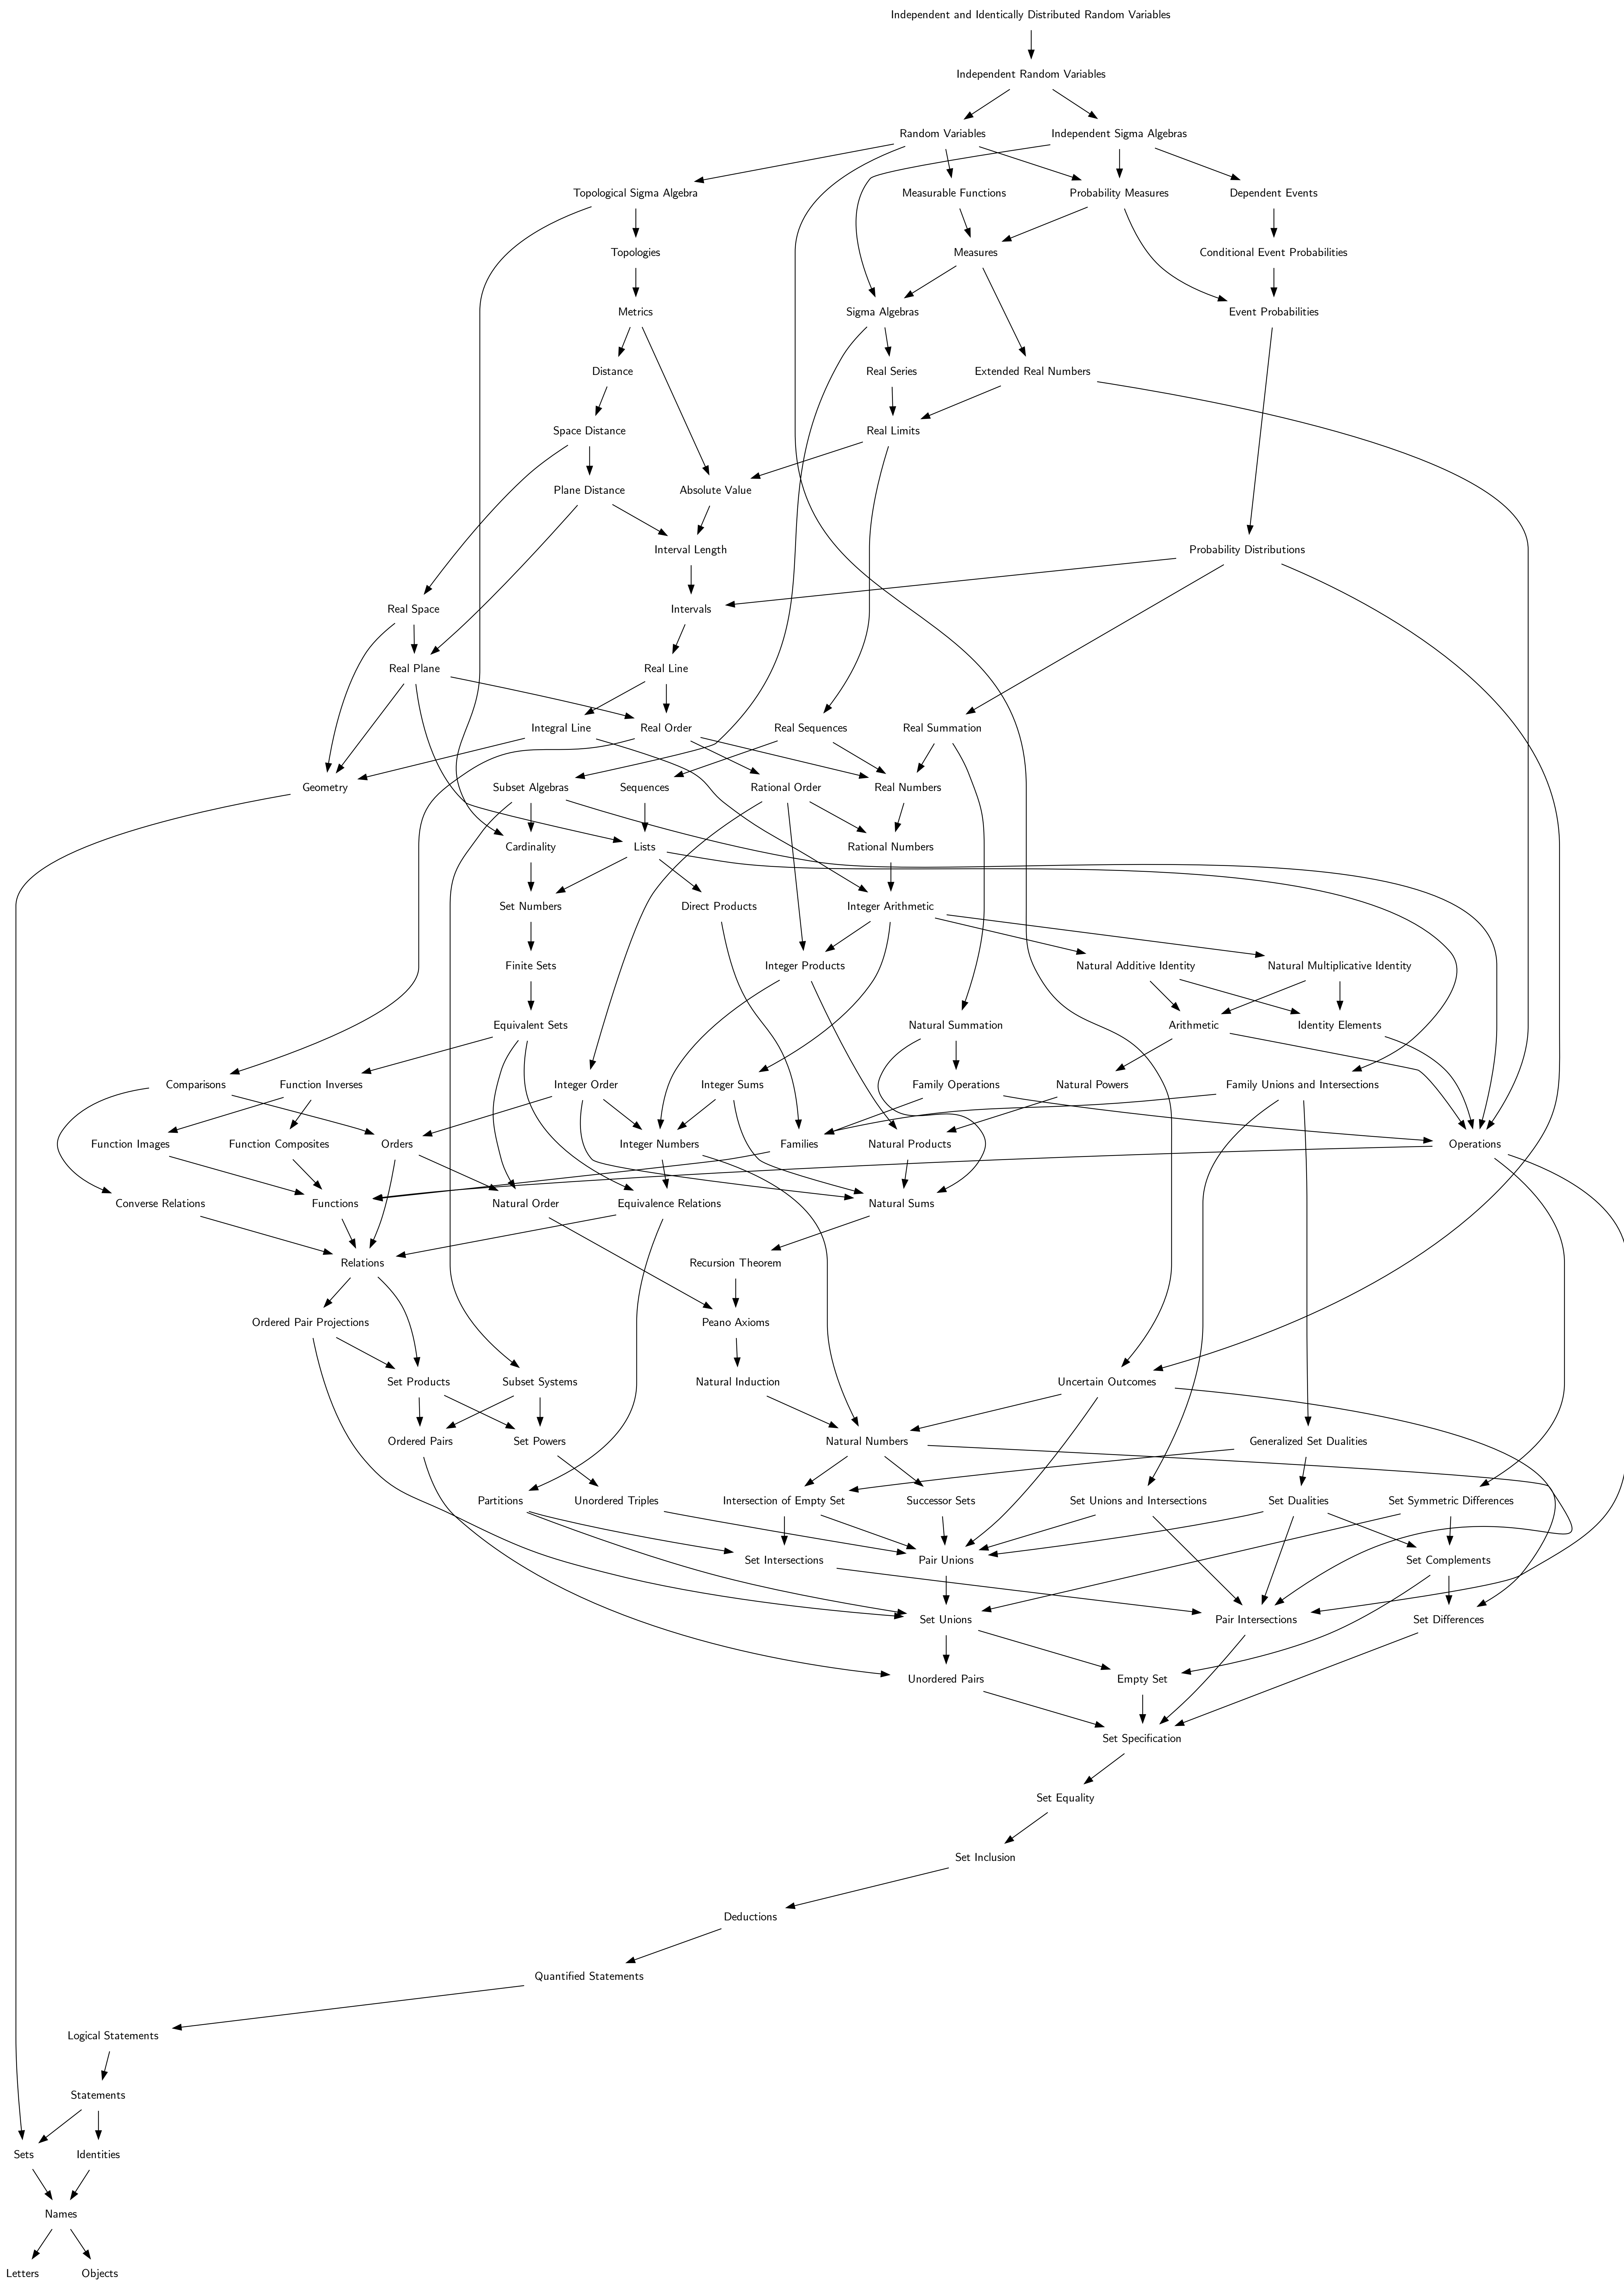 Independent and Identically Distributed Random Variables
Independent Random Variables
Random Variables
Independent Sigma Algebras
Topological Sigma Algebra
Measurable Functions
Probability Measures
Dependent Events
Topologies
Measures
Conditional Event Probabilities
Metrics
Sigma Algebras
Event Probabilities
Distance
Real Series
Extended Real Numbers
Space Distance
Real Limits
Plane Distance
Absolute Value
Interval Length
Probability Distributions
Real Space
Intervals
Real Plane
Real Line
Integral Line
Real Order
Real Sequences
Real Summation
Geometry
Subset Algebras
Sequences
Rational Order
Real Numbers
Cardinality
Lists
Rational Numbers
Set Numbers
Direct Products
Integer Arithmetic
Finite Sets
Integer Products
Natural Additive Identity
Natural Multiplicative Identity
Equivalent Sets
Natural Summation
Arithmetic
Identity Elements
Comparisons
Function Inverses
Integer Order
Integer Sums
Family Operations
Natural Powers
Family Unions and Intersections
Function Images
Function Composites
Orders
Integer Numbers
Families
Natural Products
Operations
Converse Relations
Functions
Natural Order
Equivalence Relations
Natural Sums
Relations
Recursion Theorem
Ordered Pair Projections
Peano Axioms
Set Products
Subset Systems
Natural Induction
Uncertain Outcomes
Ordered Pairs
Set Powers
Natural Numbers
Generalized Set Dualities
Partitions
Unordered Triples
Intersection of Empty Set
Successor Sets
Set Unions and Intersections
Set Dualities
Set Symmetric Differences
Set Intersections
Pair Unions
Set Complements
Set Unions
Pair Intersections
Set Differences
Unordered Pairs
Empty Set
Set Specification
Set Equality
Set Inclusion
Deductions
Quantified Statements
Logical Statements
Statements
Sets
Identities
Names
Letters
Objects